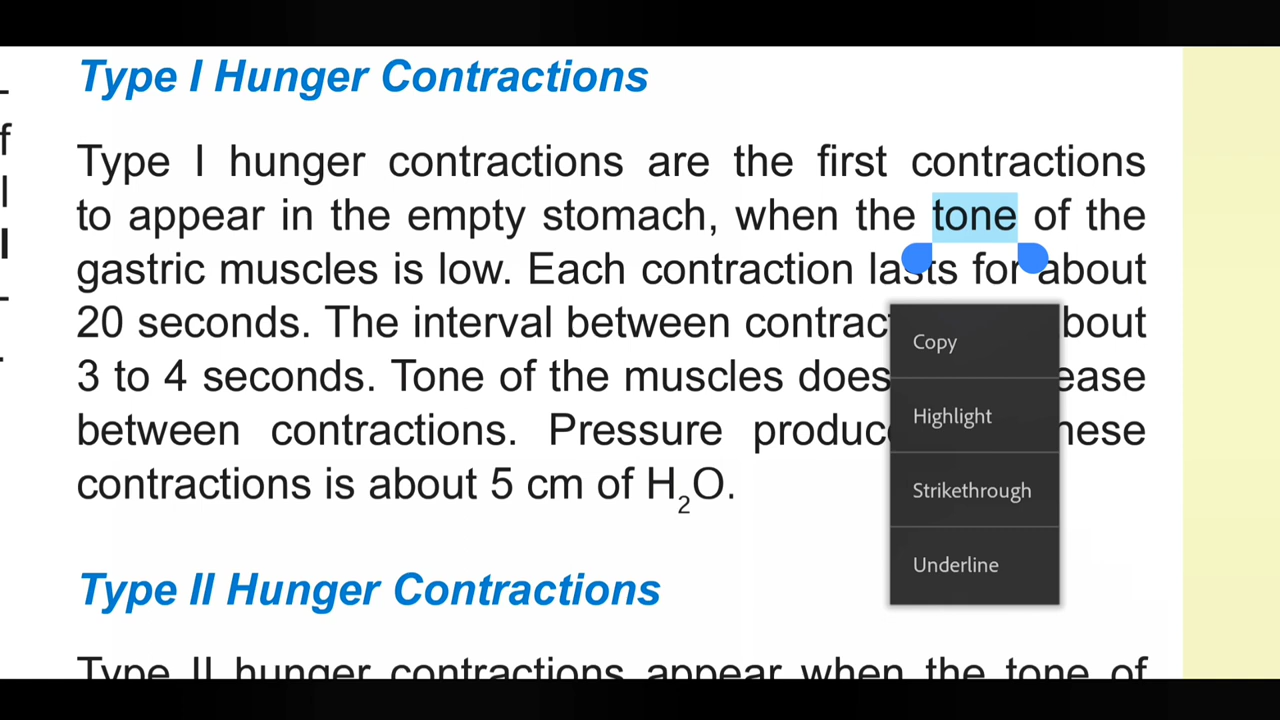 Type I Hunger Contractions
f
l
l
Type I hunger contractions are the first contractions
to appear in the empty stomach, when the tone of the
gastric muscles is low. Each contraction lasts for about
20 seconds. The interval between contrac bout
3 to 4 seconds. Tone of the muscles does ease
between contractions. Pressure produc hese
contractions is about 5 cm of H₂O.
Copy
Highlight
Strikethrough
Underline
Type II Hunger Contractions
Type II hunger contractions appear when the tone of